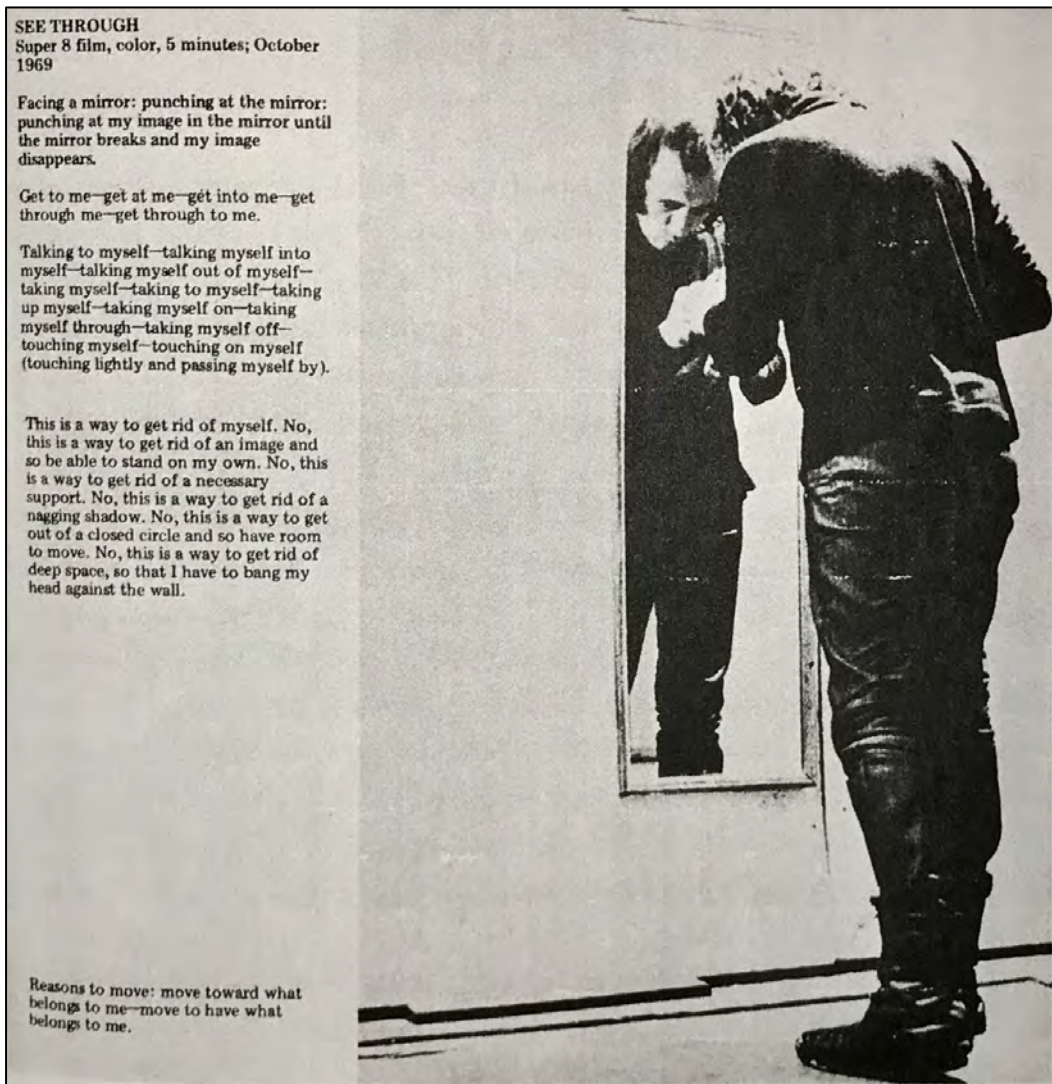 SEE THROUGH
Super 8 film, color, 5 minutes; October
1969
Facing a mirror: punching at the mirror:
punching at my image in the mirror until
the mirror breaks and my image
disappears.
Get to me—get at me—get into me—get
through me—get through to me.
Talking to myself—talking myself into
myself—talking myself out of myself—
taking myself—taking to myself—taking
up myself—taking myself on—taking
myself through—taking myself off—
touching myself—touching on myself
(touching lightly and passing myself by).
This is a way to get rid of myself. No,
this is a way to get rid of an image and
so be able to stand on my own. No, this
is a way to get rid of a necessary
support. No, this is a way to get rid of a
nagging shadow. No, this is a way to get
out of a closed circle and so have room
to move. No, this is a way to get rid of
deep space, so that I have to bang my
head against the wall.
Reasons to move: move toward what
belongs to me—move to have what
belongs to me.